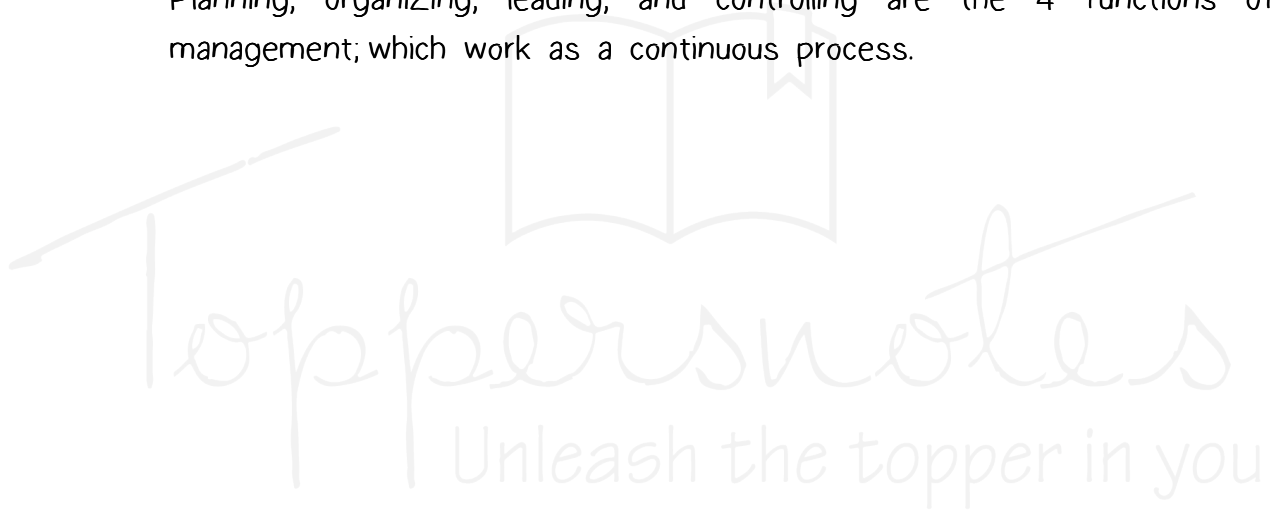 Planning, organizing, leading, and controlling are the 4 functions of
management; which work as a continuous process.
Toppersnotes
Unleash the topper in you